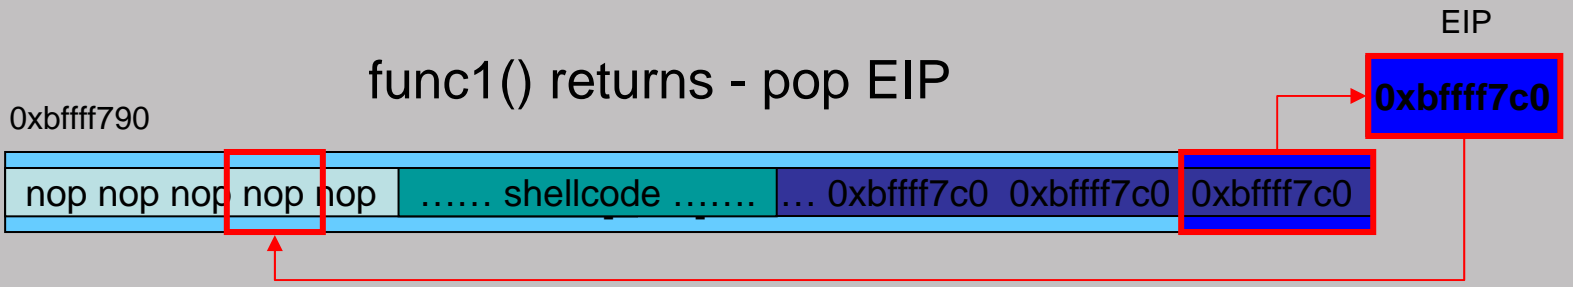 EIP
func1() returns - pop EIP
0xbffff7c0
0xbffff790
nop nop nop nop nop …… shellcode ……. … 0xbffff7c0 0xbffff7c0 0xbffff7c0